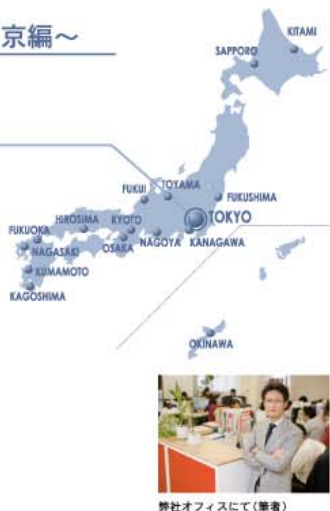 京編～
KITAMI
SAPPORO
FUKUI
TOYAMA
FUKUSHIMA
HIROSIMA
KYOTO
TOKYO
FUKUOKA
NAGASAKI
OSAKA
NAGOYA
KANAGAWA
KUMAMOTO
KAGOSHIMA
OKINAWA
弊社オフィスにて（筆者）